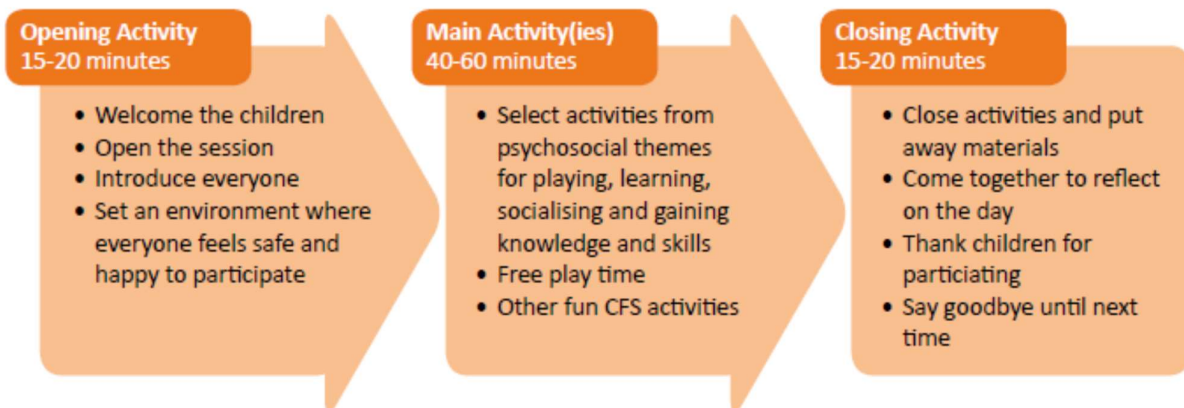 Opening Activity
15-20 minutes
• Welcome the children
• Open the session
• Introduce everyone
• Set an environment where
everyone feels safe and
happy to participate
Main Activity(ies)
40-60 minutes
• Select activities from
psychosocial themes
for playing, learning,
socialising and gaining
knowledge and skills
• Free play time
• Other fun CFS activities
Closing Activity
15-20 minutes
• Close activities and put
away materials
• Come together to reflect
on the day
• Thank children for
particiating
• Say goodbye until next
time